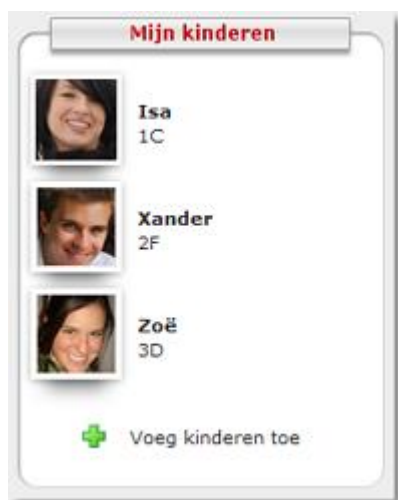 Mijn kinderen
Isa
1C
Xander
2F
Zoë
3D
Voeg kinderen toe